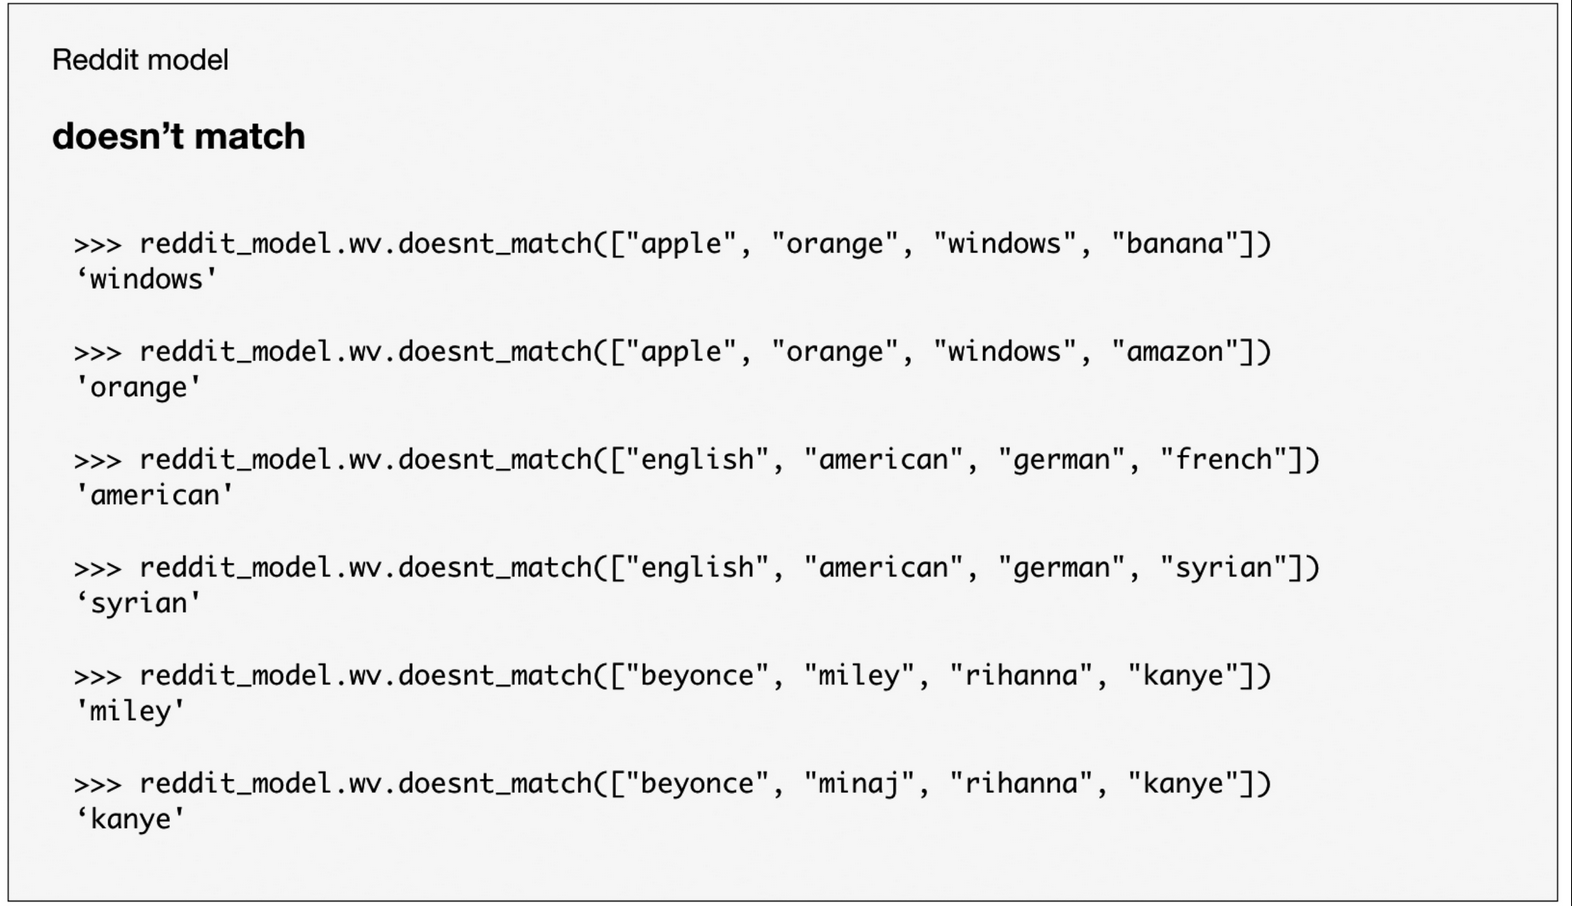 Reddit model
doesn’t match
>>> reddit_model.wv.doesnt_match(["apple", "orange", "windows", "banana"])
‘windows'
>>> reddit_model.wv.doesnt_match(["apple", "orange", "windows", "amazon"])
'orange'
>>> reddit_model.wv.doesnt_match(["english", "american", "german", "french"])
'american'
>>> reddit_model.wv.doesnt_match(["english", "american", "german", "syrian"])
‘syrian'
>>> reddit_model.wv.doesnt_match(["beyonce", "miley", "rihanna", "kanye"])
'miley'
>>> reddit_model.wv.doesnt_match(["beyonce", "minaj", "rihanna", "kanye"])
‘kanye'